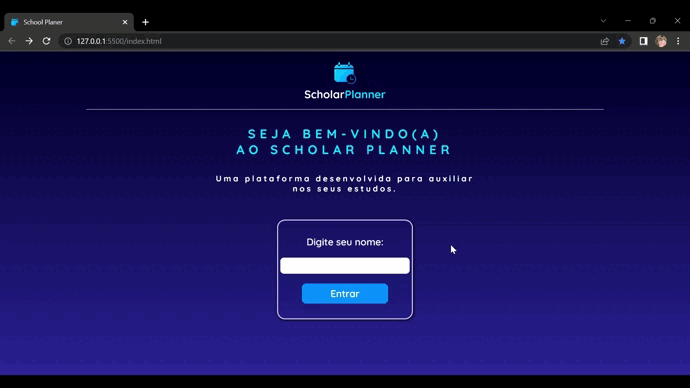 School Planer
127.0.0.1:5500/index.html
ScholarPlanner
SEJA BEM-VINDO(A)
AO SCHOLAR PLANNER
Uma plataforma desenvolvida para auxiliar
nos seus estudos.
Digite seu nome:
Entrar